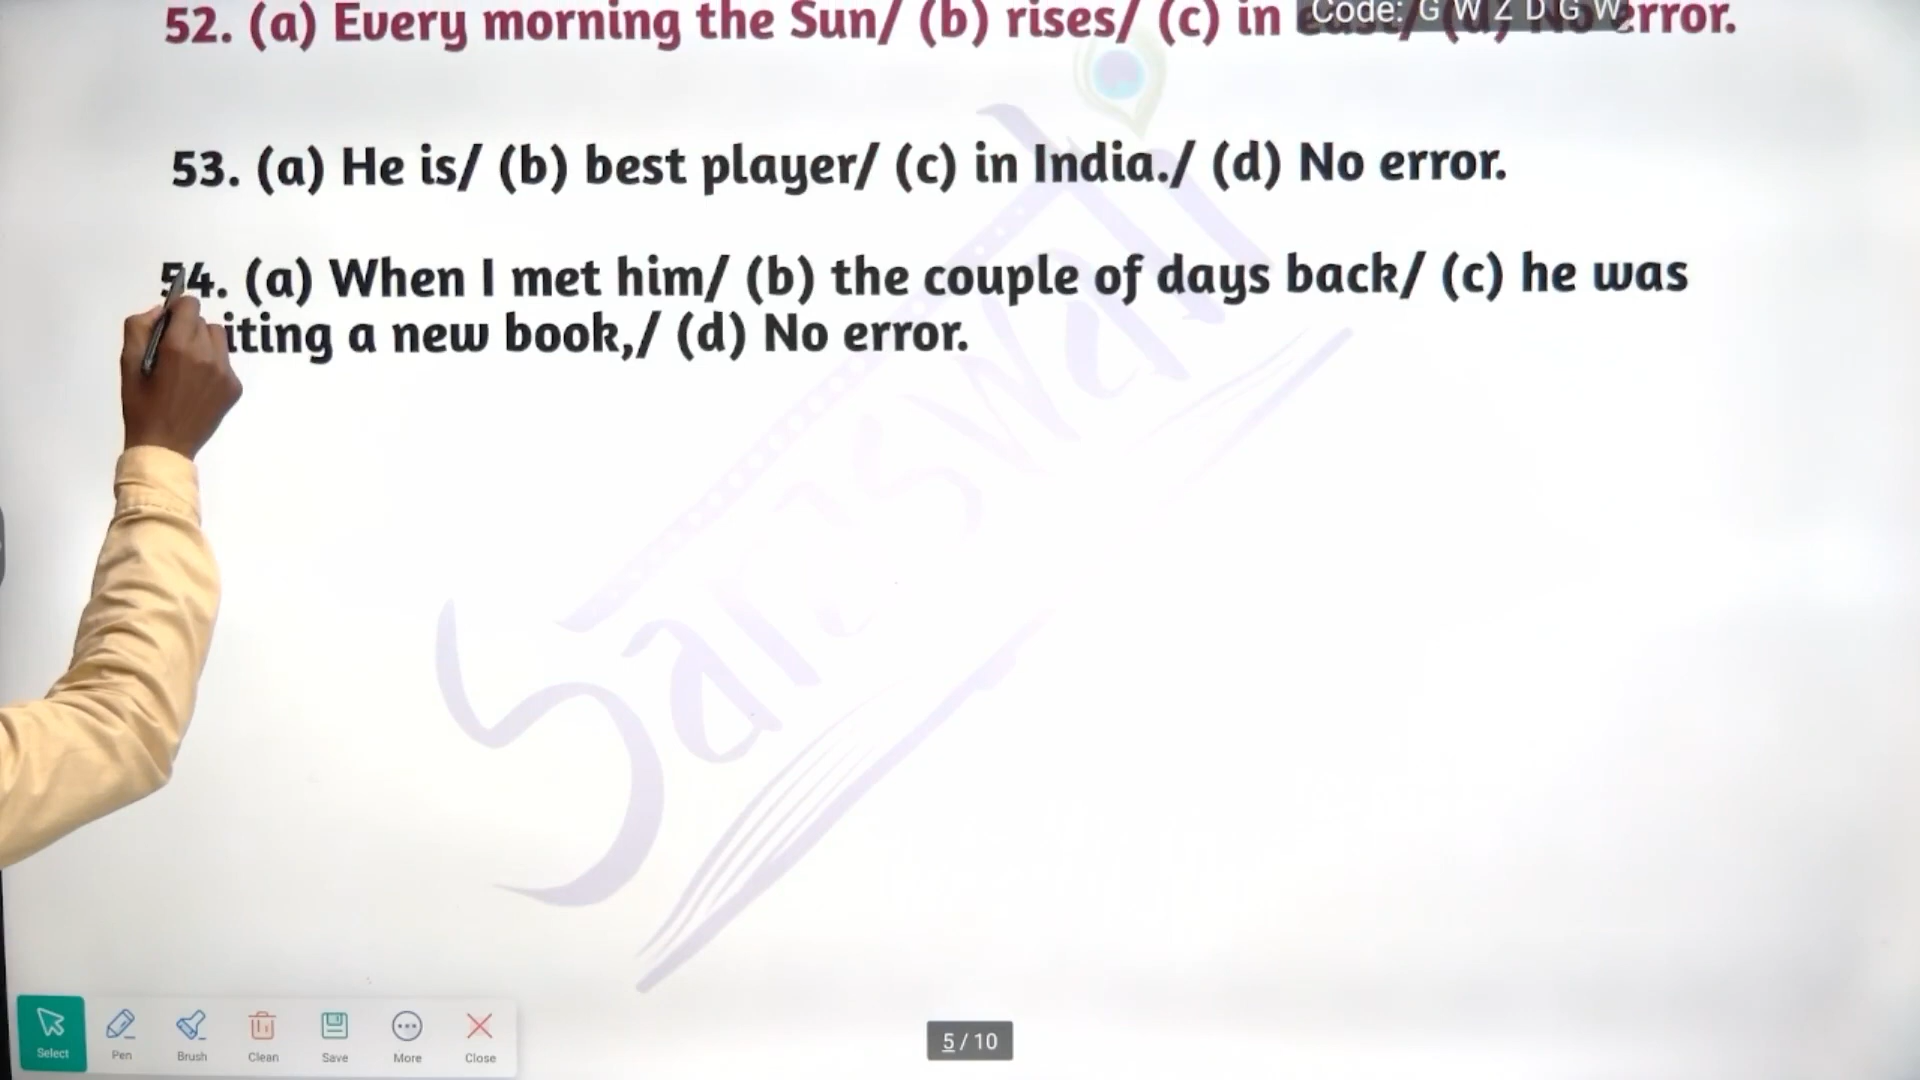 52. (a) Every morning the Sun/ (b) rises/ (c) in error.
Code: G W Z D G W
53. (a) He is/ (b) best player/ (c) in India./ (d) No error.
54. (a) When I met him/ (b) the couple of days back/ (c) he was
iting a new book,/ (d) No error.
Saraswati
Select Pen Brush Clean Save More Close
5 / 10